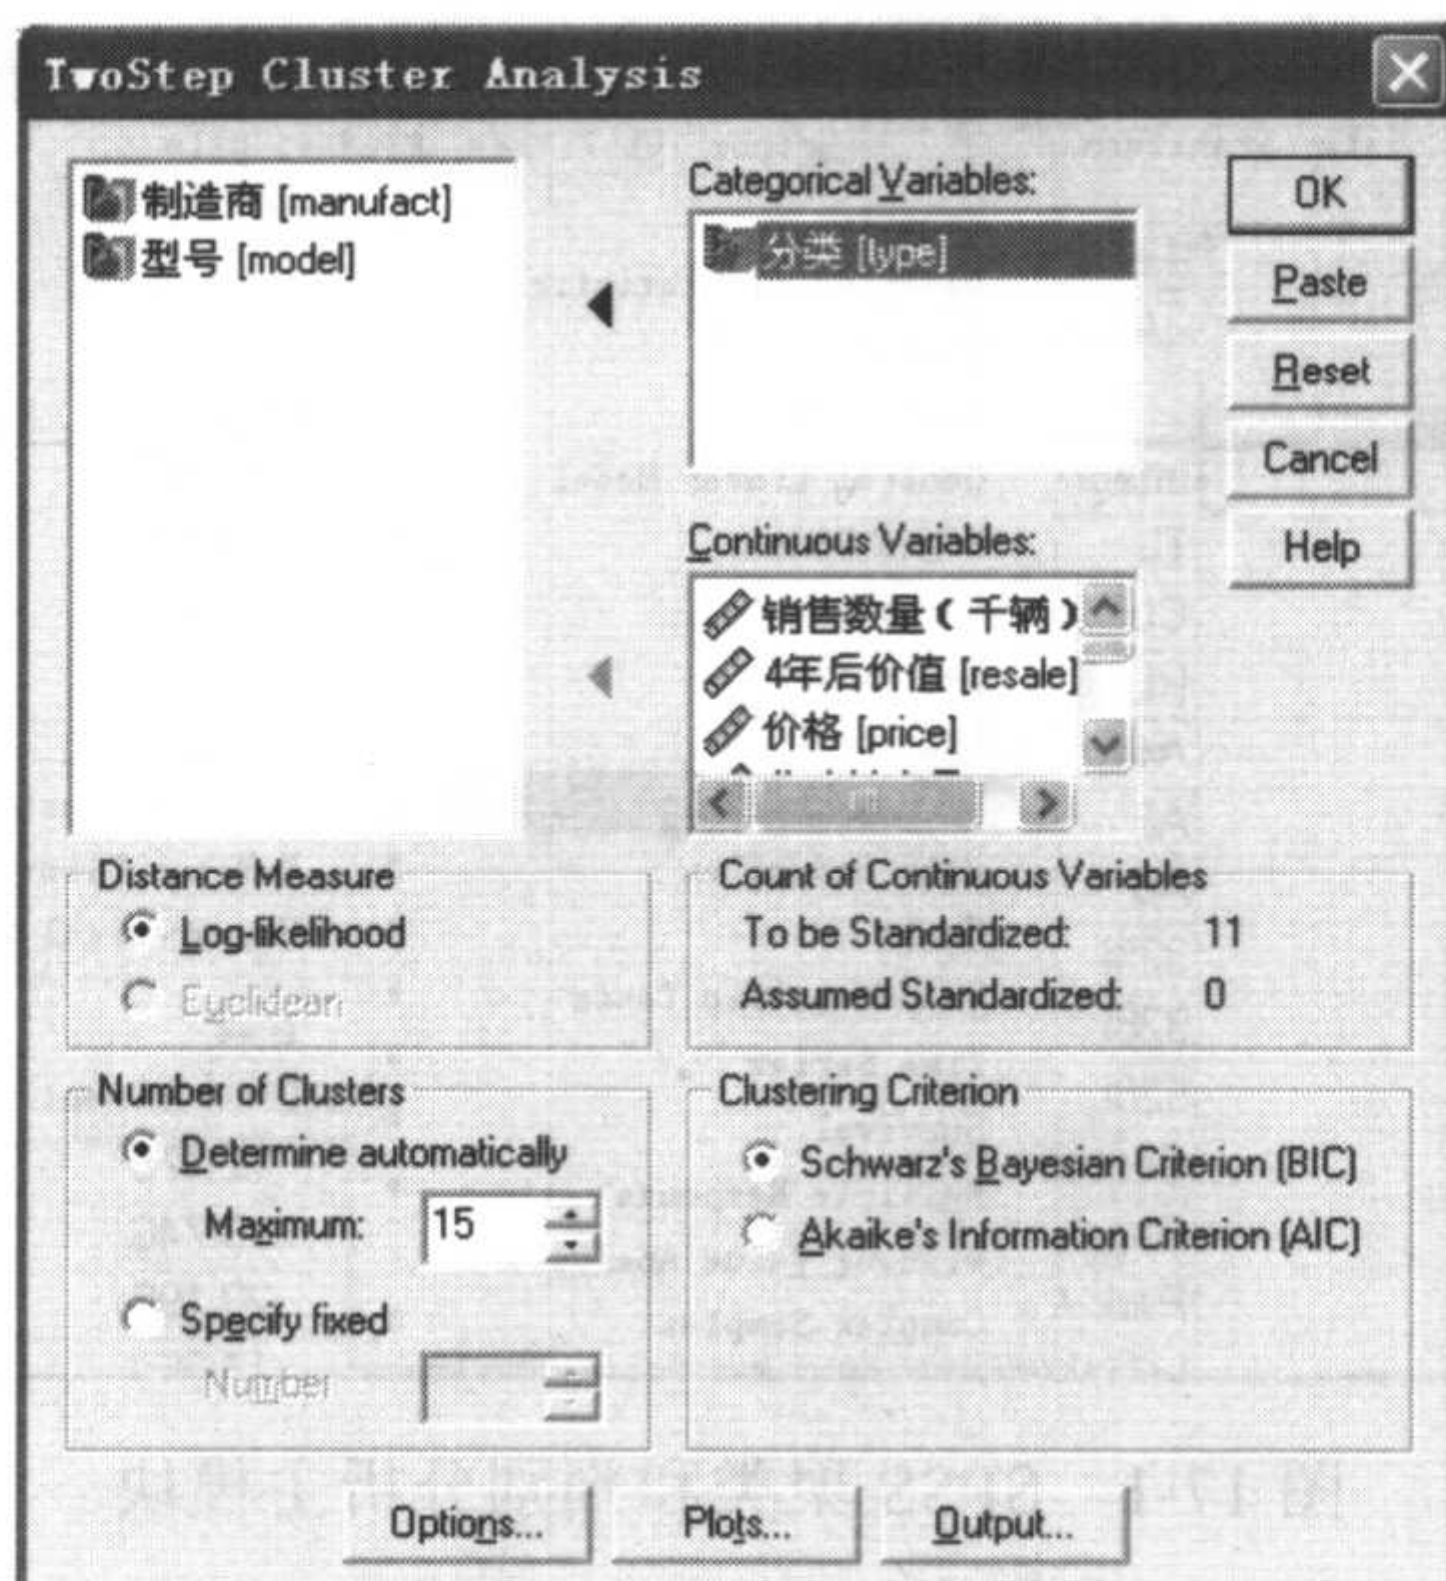 TwoStep Cluster Analysis
制造商 [manufact]
型号 [model]
Categorical Variables:
分类 [type]
Continuous Variables:
销售数量（千辆）
4年后价值 [resale]
价格 [price]
OK
Paste
Reset
Cancel
Help
Distance Measure
Log-likelihood
Euclidean
Count of Continuous Variables
To be Standardized: 11
Assumed Standardized: 0
Number of Clusters
Determine automatically
Maximum: 15
Specify fixed
Number
Clustering Criterion
Schwarz's Bayesian Criterion (BIC)
Akaike's Information Criterion (AIC)
Options...
Plots...
Output...